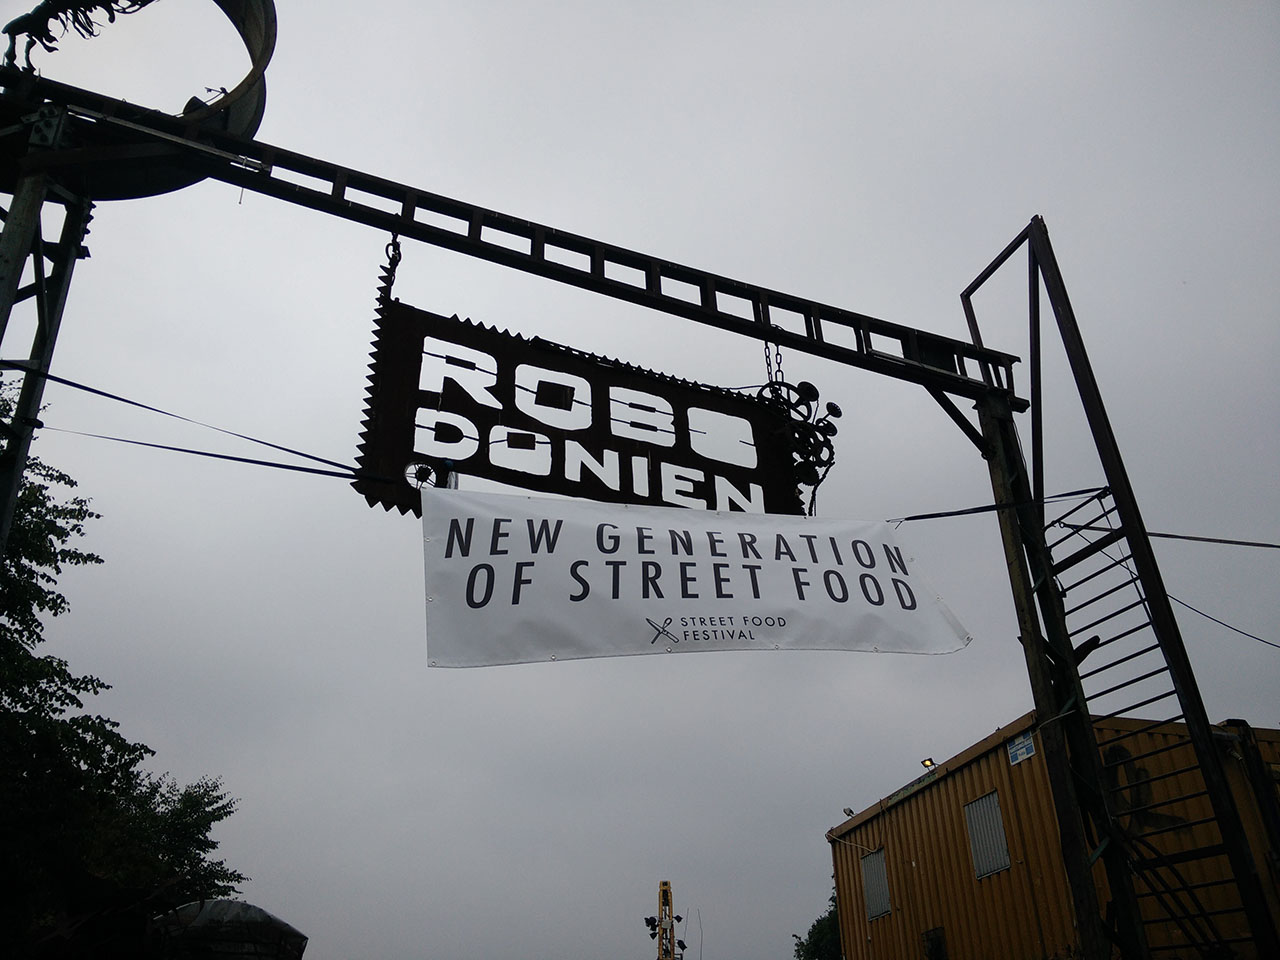 ROBO
DONIEN
NEW GENERATION
OF STREET FOOD
STREET FOOD
FESTIVAL